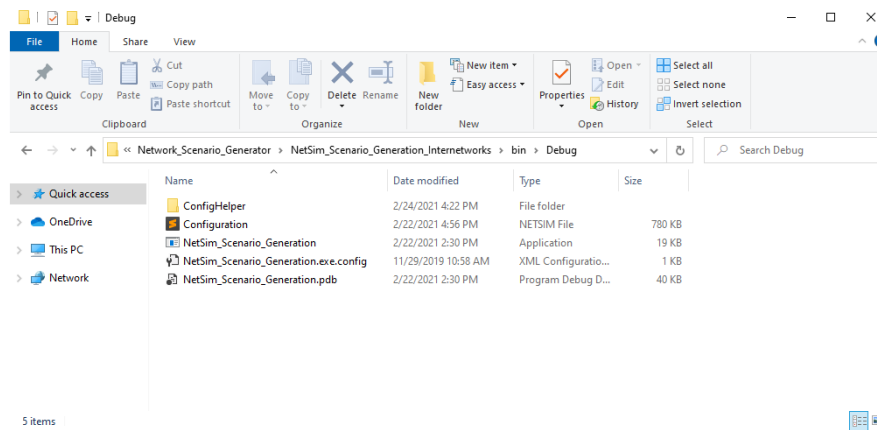 Debug
File Home Share View
Pin to Quick access
Copy
Paste
Cut
Copy path
Paste shortcut
Clipboard
Move to
Copy to
Delete
Rename
Organize
New folder
New item
Easy access
New
Properties
Open
Edit
History
Open
Select all
Select none
Invert selection
Select
« Network_Scenario_Generator > NetSim_Scenario_Generation_Internetworks > bin > Debug
Search Debug
Quick access
OneDrive
This PC
Network
Name Date modified Type Size
ConfigHelper 2/24/2021 4:22 PM File folder
Configuration 2/22/2021 4:56 PM NETSIM File 780 KB
NetSim_Scenario_Generation 2/22/2021 2:30 PM Application 19 KB
NetSim_Scenario_Generation.exe.config 11/29/2019 10:58 AM XML Configuratio... 1 KB
NetSim_Scenario_Generation.pdb 2/22/2021 2:30 PM Program Debug D... 40 KB
5 items